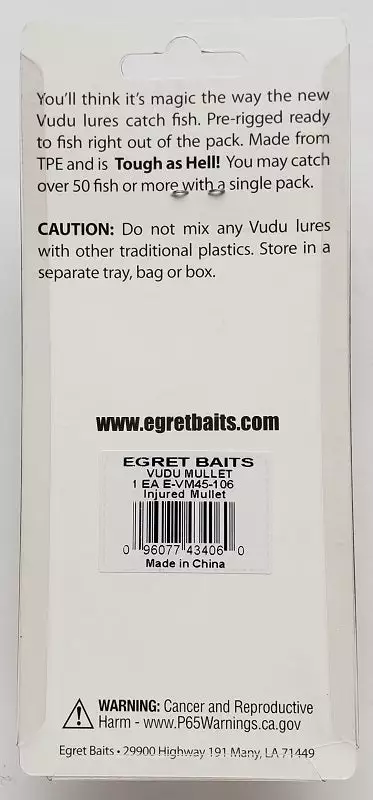 You'll think it's magic the way the new
Vudu lures catch fish. Pre-rigged ready
to fish right out of the pack. Made from
TPE and is Tough as Hell! You may catch
over 50 fish or more with a single pack.
CAUTION: Do not mix any Vudu lures
with other traditional plastics. Store in a
separate tray, bag or box.
www.egretbaits.com
EGRET BAITS
VUDU MULLET
1 EA E-VM45-106
Injured Mullet
0 96077 43406 0
Made in China
WARNING: Cancer and Reproductive
Harm - www.P65Warnings.ca.gov
Egret Baits • 29900 Highway 191 Many, LA 71449